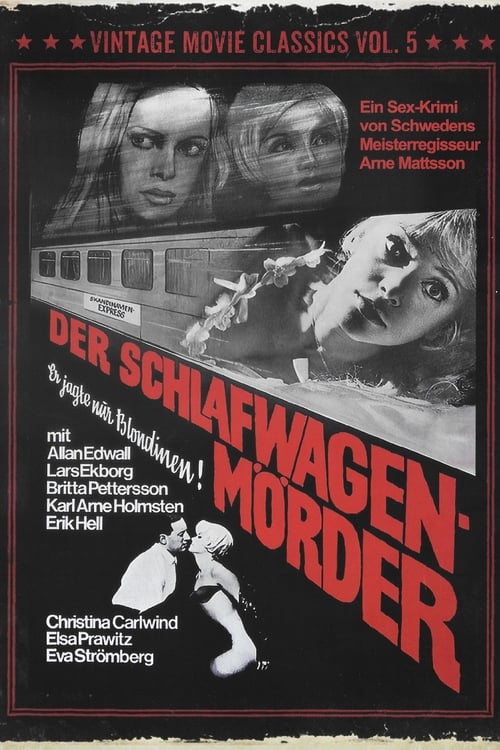 VINTAGE MOVIE CLASSICS VOL. 5
Ein Sex-Krimi
von Schwedens
Meisterregisseur
Arne Mattsson
SKANDINAVIEN-
EXPRESS
DER SCHLAFWAGEN-
MÖRDER
Er jagte nur Blondinen!
mit
Allan Edwall
Lars Ekborg
Britta Pettersson
Karl Arne Holmsten
Erik Hell
Christina Carlwind
Elsa Prawitz
Eva Strömberg